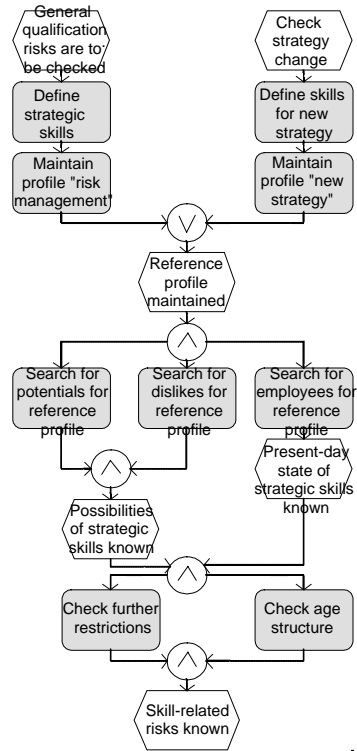 General
qualification
risks are to
be checked
Check
strategy
change
Define
strategic
skills
Define skills
for new
strategy
Maintain
profile "risk
management"
Maintain
profile "new
strategy"
Reference
profile
maintained
Search for
potentials for
reference
profile
Search for
dislikes for
reference
profile
Search for
employees for
reference
profile
Present-day
state of
strategic skills
known
Possibilities
of strategic
skills known
Check further
restrictions
Check age
structure
Skill-related
risks known